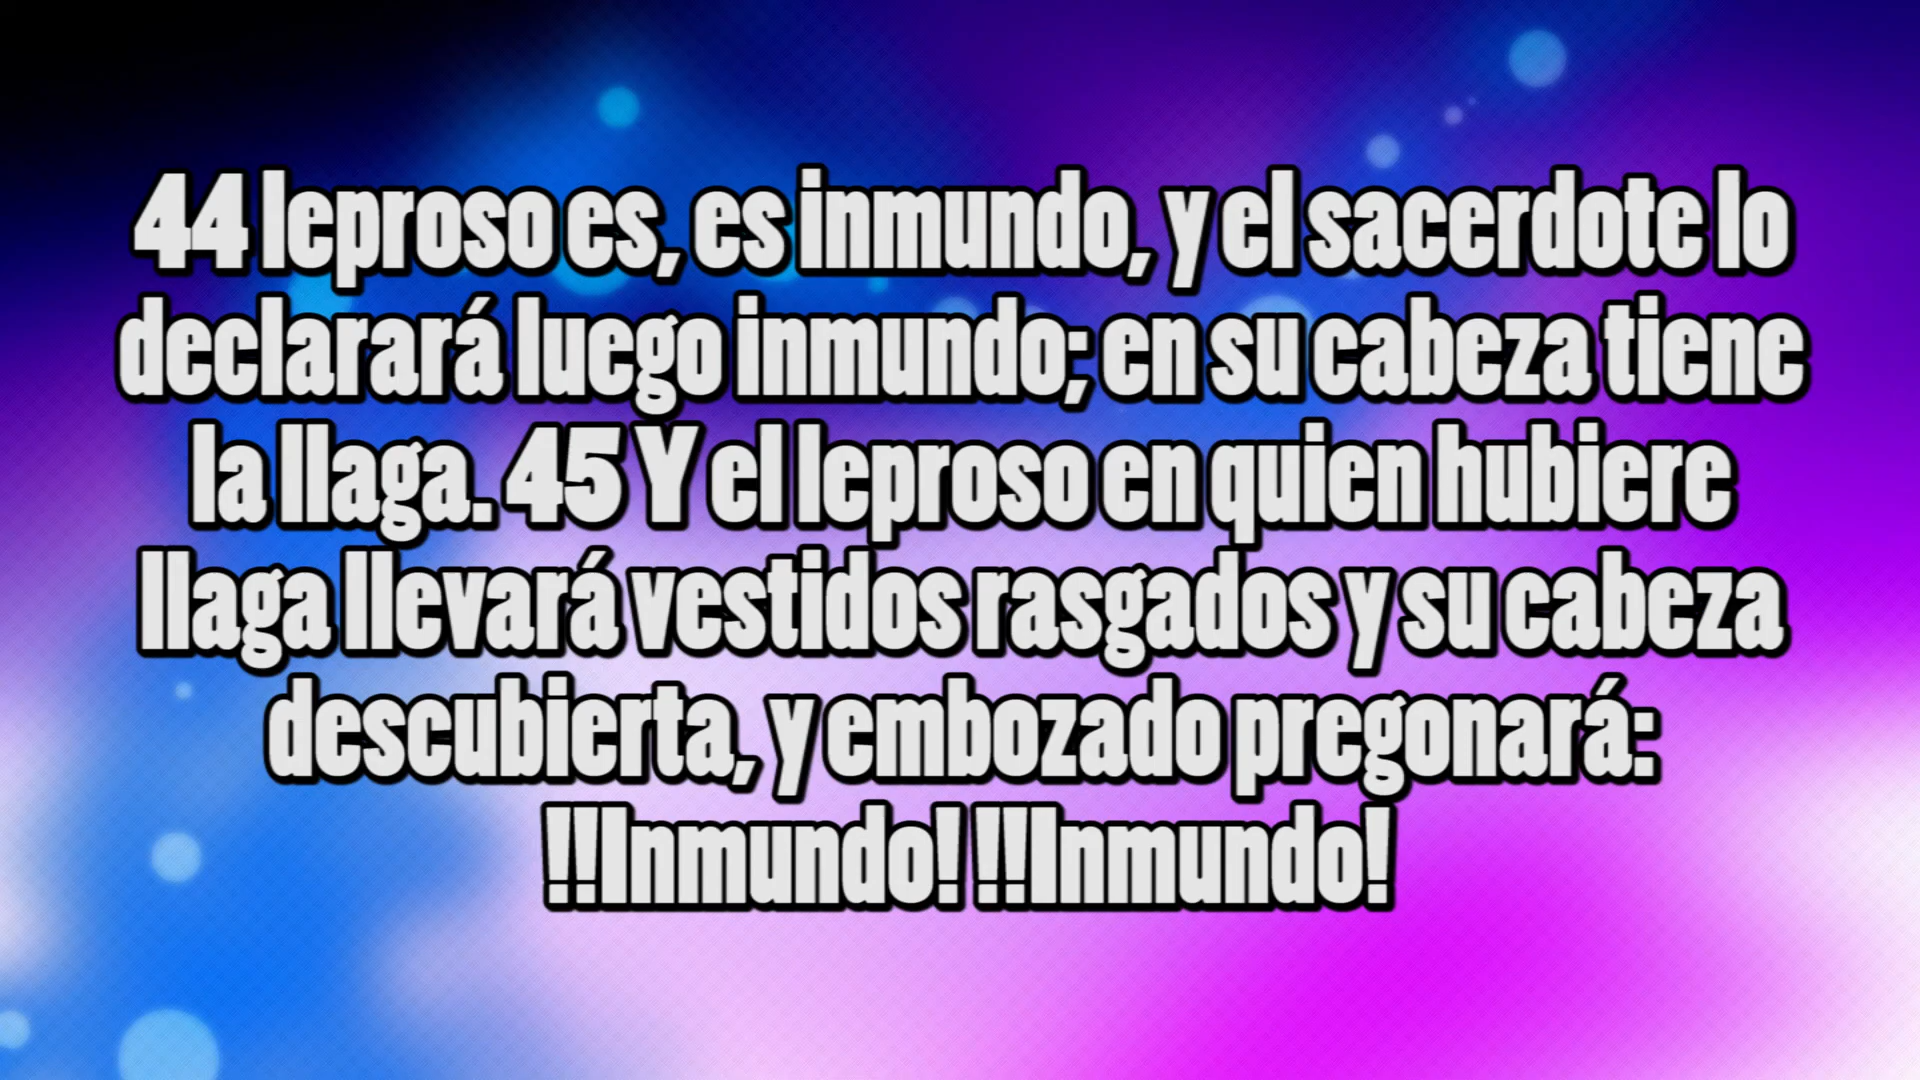 44 leproso es, es inmundo, y el sacerdote lo
declarará luego inmundo; en su cabeza tiene
la llaga. 45 Y el leproso en quien hubiere
llaga llevará vestidos rasgados y su cabeza
descubierta, y embozado pregonará:
!!Inmundo! !!Inmundo!